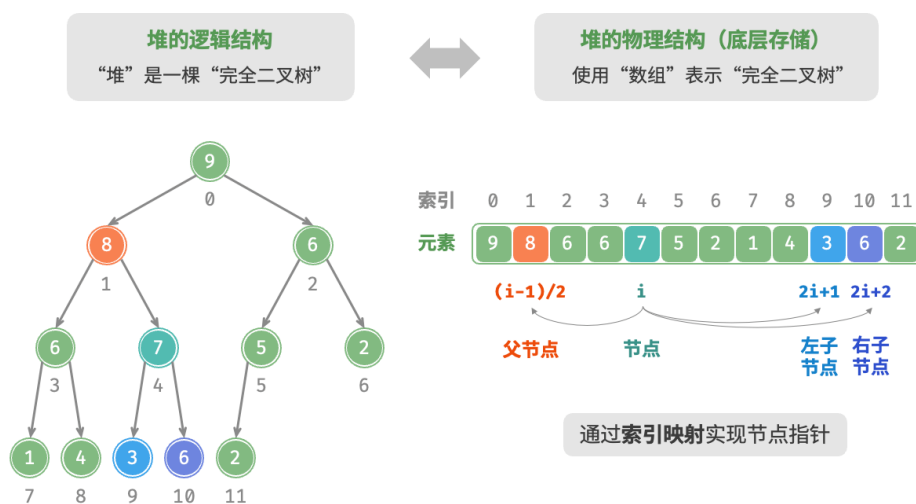 堆的逻辑结构
“堆”是一棵“完全二叉树”
堆的物理结构（底层存储）
使用“数组”表示“完全二叉树”
9
0
8
6
1
2
6
7
5
2
3
4
5
6
1
4
3
6
2
7
8
9
10
11
索引 0 1 2 3 4 5 6 7 8 9 10 11
元素 9 8 6 6 7 5 2 1 4 3 6 2
(i-1)/2
i
2i+1
2i+2
父节点
节点
左子
节点
右子
节点
通过索引映射实现节点指针